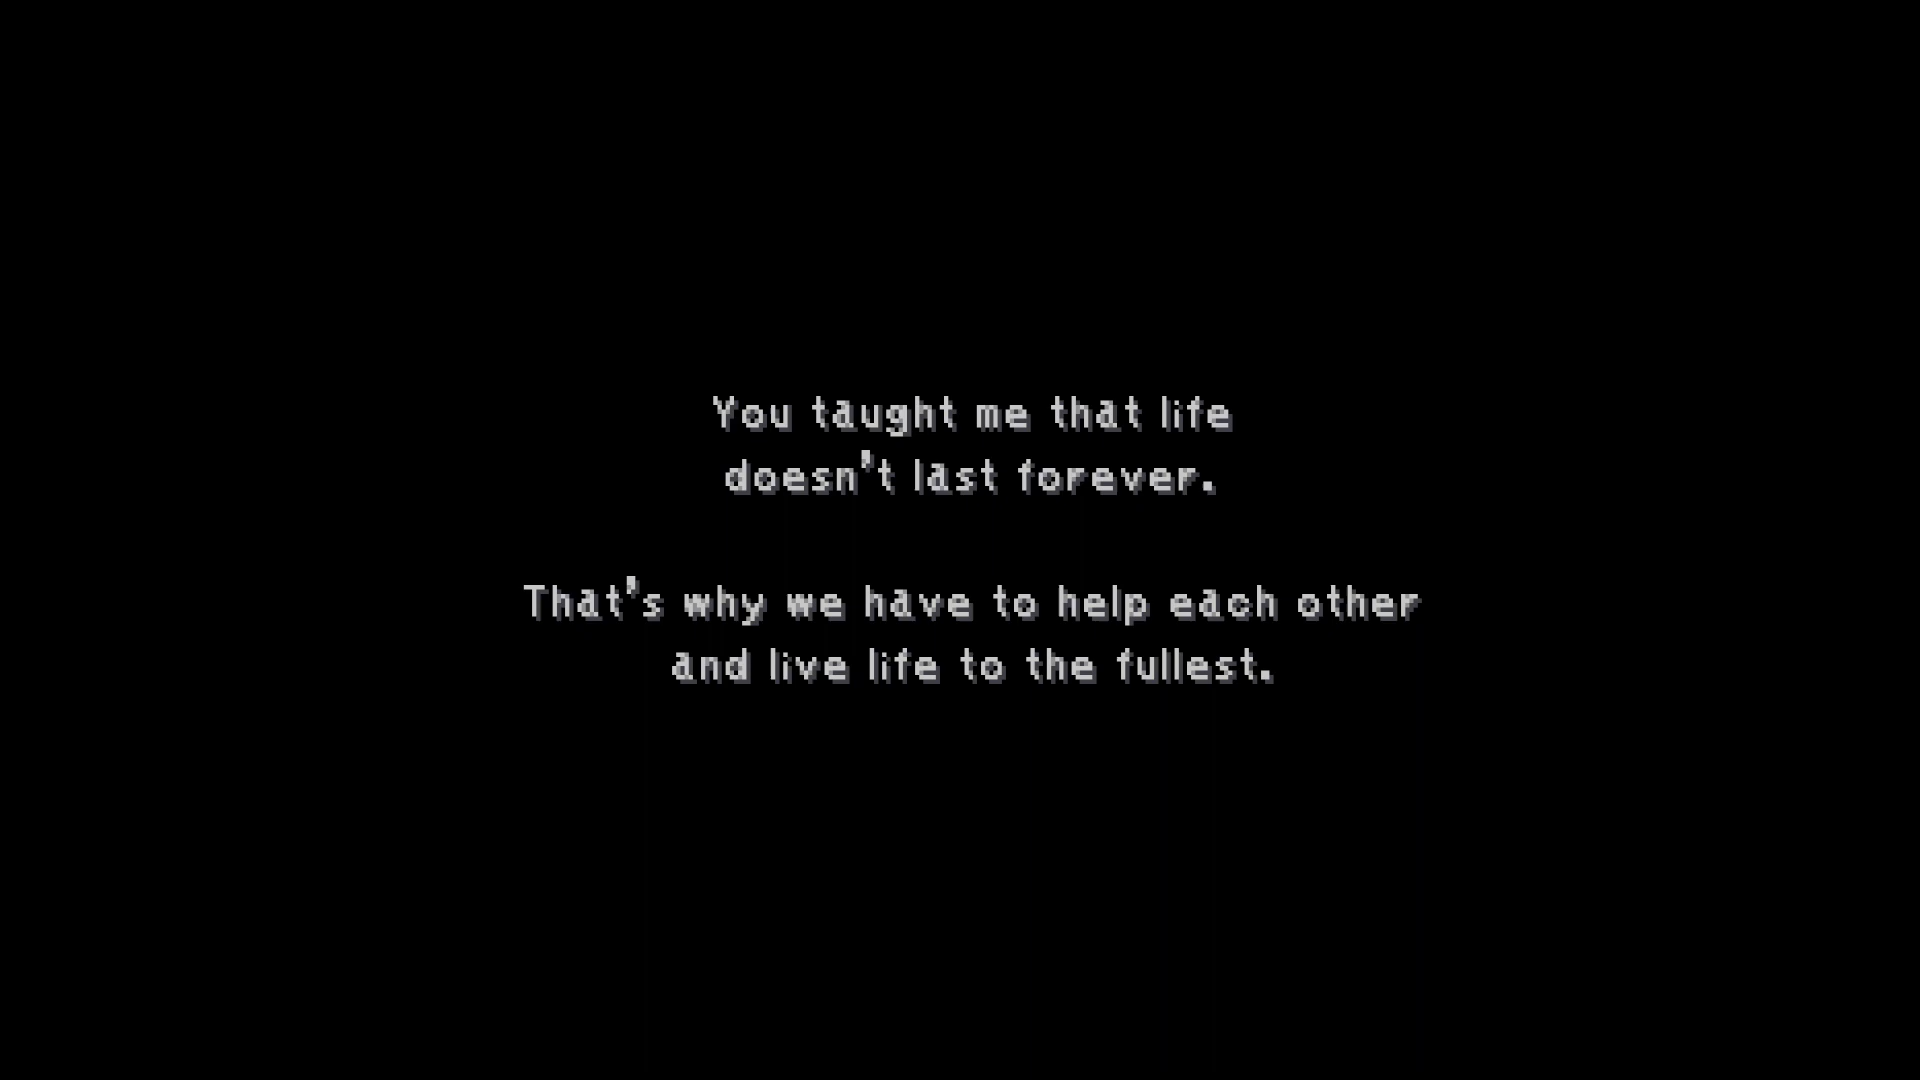 You taught me that life
doesn't last forever.
That's why we have to help each other
and live life to the fullest.